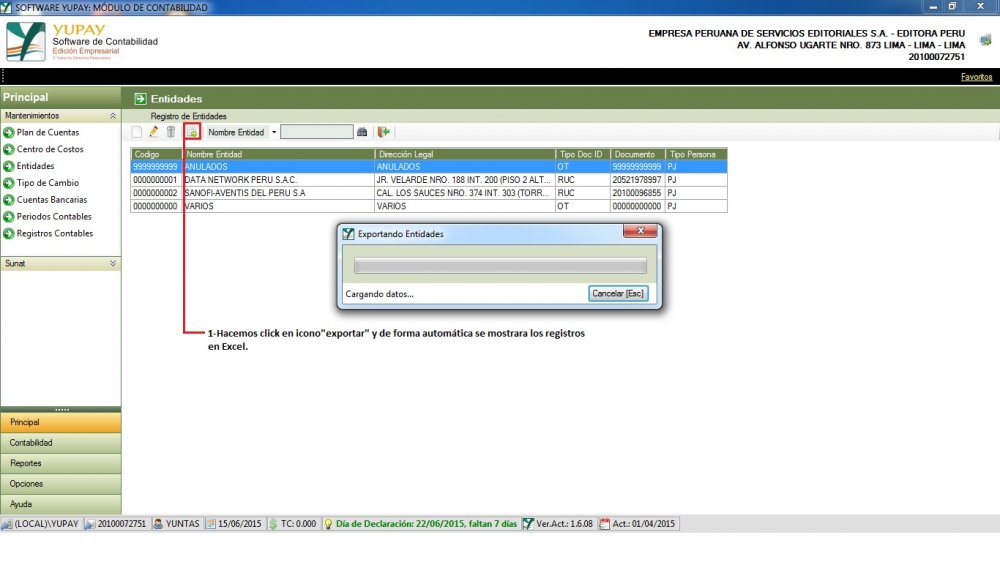 SOFTWARE YUPAY: MÓDULO DE CONTABILIDAD
YUPAY
Software de Contabilidad
Edición Empresarial
© Todos los Derechos Reservados
EMPRESA PERUANA DE SERVICIOS EDITORIALES S.A. - EDITORA PERU
AV. ALFONSO UGARTE NRO. 873 LIMA - LIMA - LIMA
20100072751
Favoritos
Principal
Mantenimientos
Plan de Cuentas
Centro de Costos
Entidades
Tipo de Cambio
Cuentas Bancarias
Periodos Contables
Registros Contables
Sunat
Principal
Contabilidad
Reportes
Opciones
Ayuda
Entidades
Registro de Entidades
Nombre Entidad
Codigo Nombre Entidad Dirección Legal Tipo Doc ID Documento Tipo Persona
9999999999 ANULADOS ANULADOS OT 99999999999 PJ
0000000001 DATA NETWORK PERU S.A.C. JR. VELARDE NRO. 188 INT. 200 (PISO 2 ALT... RUC 20521978997 PJ
0000000002 SANOFI-AVENTIS DEL PERU S.A CAL. LOS SAUCES NRO. 374 INT. 303 (TORR... RUC 20100096855 PJ
0000000000 VARIOS VARIOS OT 00000000000 PJ
Exportando Entidades
Cargando datos...
Cancelar [Esc]
1-Hacemos click en icono"exportar" y de forma automática se mostrara los registros
en Excel.
(LOCAL)\YUPAY 20100072751 YUNTAS 15/06/2015 TC: 0.000 Día de Declaración: 22/06/2015, faltan 7 días Ver.Act.: 1.6.08 Act.: 01/04/2015